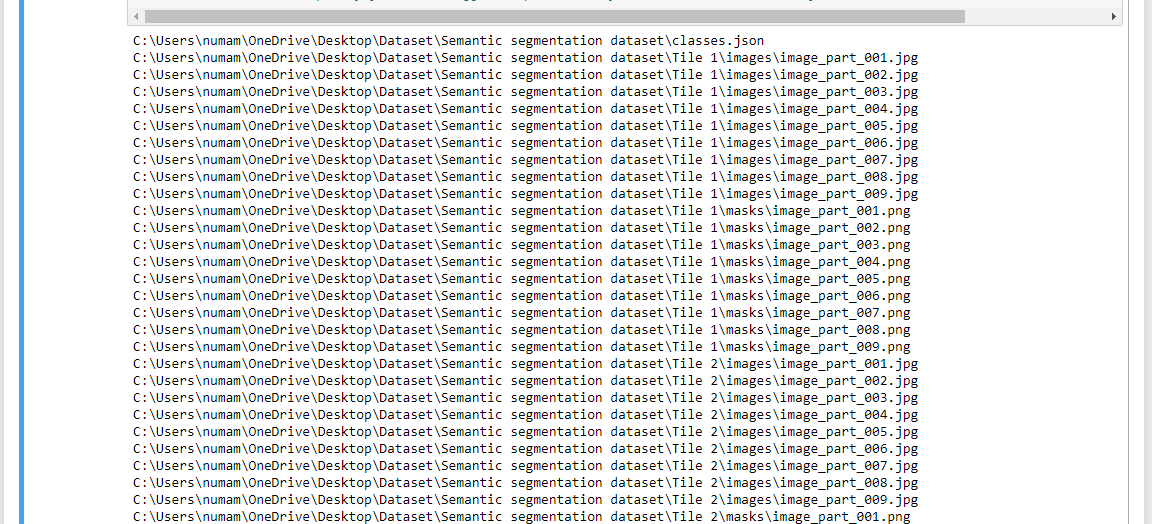 C:\Users\numam\OneDrive\Desktop\Dataset\Semantic segmentation dataset\classes.json
C:\Users\numam\OneDrive\Desktop\Dataset\Semantic segmentation dataset\Tile 1\images\image_part_001.jpg
C:\Users\numam\OneDrive\Desktop\Dataset\Semantic segmentation dataset\Tile 1\images\image_part_002.jpg
C:\Users\numam\OneDrive\Desktop\Dataset\Semantic segmentation dataset\Tile 1\images\image_part_003.jpg
C:\Users\numam\OneDrive\Desktop\Dataset\Semantic segmentation dataset\Tile 1\images\image_part_004.jpg
C:\Users\numam\OneDrive\Desktop\Dataset\Semantic segmentation dataset\Tile 1\images\image_part_005.jpg
C:\Users\numam\OneDrive\Desktop\Dataset\Semantic segmentation dataset\Tile 1\images\image_part_006.jpg
C:\Users\numam\OneDrive\Desktop\Dataset\Semantic segmentation dataset\Tile 1\images\image_part_007.jpg
C:\Users\numam\OneDrive\Desktop\Dataset\Semantic segmentation dataset\Tile 1\images\image_part_008.jpg
C:\Users\numam\OneDrive\Desktop\Dataset\Semantic segmentation dataset\Tile 1\images\image_part_009.jpg
C:\Users\numam\OneDrive\Desktop\Dataset\Semantic segmentation dataset\Tile 1\masks\image_part_001.png
C:\Users\numam\OneDrive\Desktop\Dataset\Semantic segmentation dataset\Tile 1\masks\image_part_002.png
C:\Users\numam\OneDrive\Desktop\Dataset\Semantic segmentation dataset\Tile 1\masks\image_part_003.png
C:\Users\numam\OneDrive\Desktop\Dataset\Semantic segmentation dataset\Tile 1\masks\image_part_004.png
C:\Users\numam\OneDrive\Desktop\Dataset\Semantic segmentation dataset\Tile 1\masks\image_part_005.png
C:\Users\numam\OneDrive\Desktop\Dataset\Semantic segmentation dataset\Tile 1\masks\image_part_006.png
C:\Users\numam\OneDrive\Desktop\Dataset\Semantic segmentation dataset\Tile 1\masks\image_part_007.png
C:\Users\numam\OneDrive\Desktop\Dataset\Semantic segmentation dataset\Tile 1\masks\image_part_008.png
C:\Users\numam\OneDrive\Desktop\Dataset\Semantic segmentation dataset\Tile 1\masks\image_part_009.png
C:\Users\numam\OneDrive\Desktop\Dataset\Semantic segmentation dataset\Tile 2\images\image_part_001.jpg
C:\Users\numam\OneDrive\Desktop\Dataset\Semantic segmentation dataset\Tile 2\images\image_part_002.jpg
C:\Users\numam\OneDrive\Desktop\Dataset\Semantic segmentation dataset\Tile 2\images\image_part_003.jpg
C:\Users\numam\OneDrive\Desktop\Dataset\Semantic segmentation dataset\Tile 2\images\image_part_004.jpg
C:\Users\numam\OneDrive\Desktop\Dataset\Semantic segmentation dataset\Tile 2\images\image_part_005.jpg
C:\Users\numam\OneDrive\Desktop\Dataset\Semantic segmentation dataset\Tile 2\images\image_part_006.jpg
C:\Users\numam\OneDrive\Desktop\Dataset\Semantic segmentation dataset\Tile 2\images\image_part_007.jpg
C:\Users\numam\OneDrive\Desktop\Dataset\Semantic segmentation dataset\Tile 2\images\image_part_008.jpg
C:\Users\numam\OneDrive\Desktop\Dataset\Semantic segmentation dataset\Tile 2\images\image_part_009.jpg
C:\Users\numam\OneDrive\Desktop\Dataset\Semantic segmentation dataset\Tile 2\masks\image_part_001.png